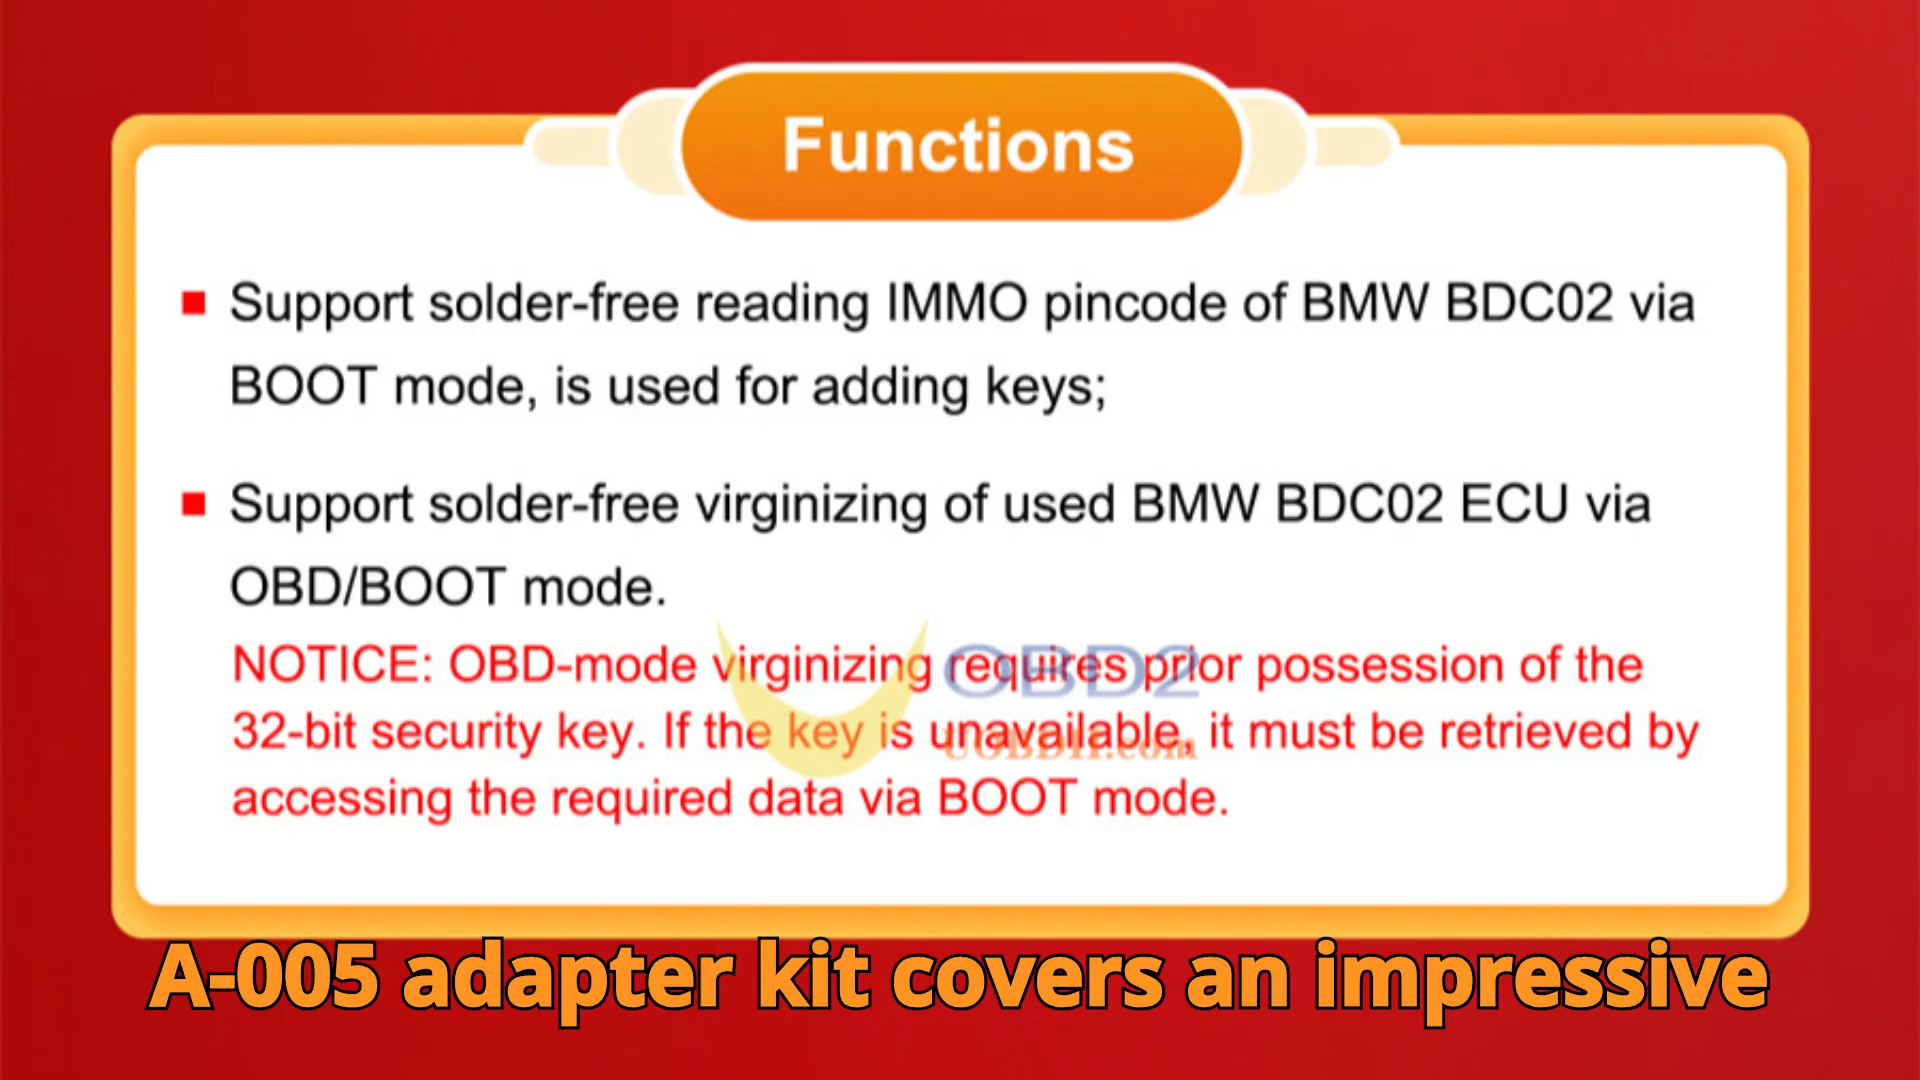 Functions
Support solder-free reading IMMO pincode of BMW BDC02 via
BOOT mode, is used for adding keys;
Support solder-free virginizing of used BMW BDC02 ECU via
OBD/BOOT mode.
NOTICE: OBD-mode virginizing requires prior possession of the
32-bit security key. If the key is unavailable, it must be retrieved by
accessing the required data via BOOT mode.
OBD2
UOBDII.com
A-005 adapter kit covers an impressive